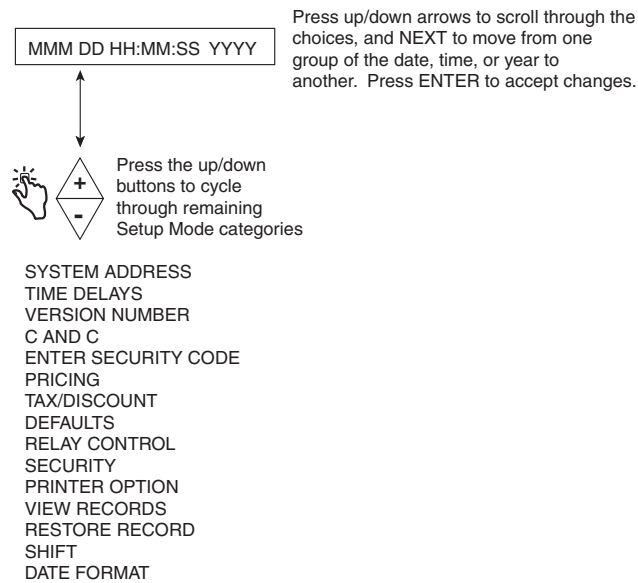 MMM DD HH:MM:SS YYYY
Press up/down arrows to scroll through the
choices, and NEXT to move from one
group of the date, time, or year to
another. Press ENTER to accept changes.
+
-
Press the up/down
buttons to cycle
through remaining
Setup Mode categories
SYSTEM ADDRESS
TIME DELAYS
VERSION NUMBER
C AND C
ENTER SECURITY CODE
PRICING
TAX/DISCOUNT
DEFAULTS
RELAY CONTROL
SECURITY
PRINTER OPTION
VIEW RECORDS
RESTORE RECORD
SHIFT
DATE FORMAT